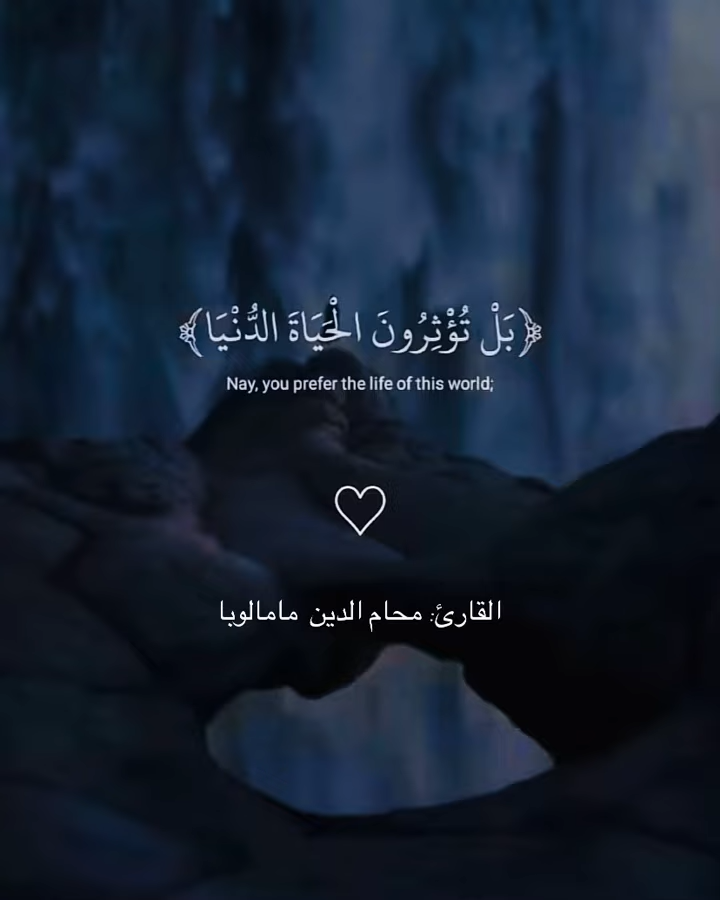 ﴿بَلْ تُؤْثِرُونَ الْحَيَاةَ الدُّنْيَا﴾
Nay, you prefer the life of this world;
القارئ: محام الدين مامالوبا